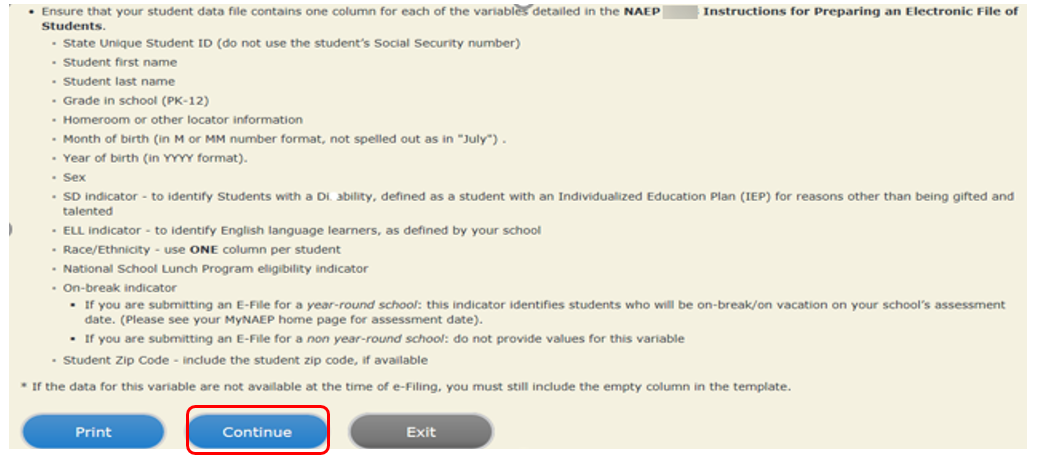 • Ensure that your student data file contains one column for each of the variables detailed in the NAEP Instructions for Preparing an Electronic File of
Students.
◦ State Unique Student ID (do not use the student's Social Security number)
◦ Student first name
◦ Student last name
◦ Grade in school (PK-12)
◦ Homeroom or other locator information
◦ Month of birth (in M or MM number format, not spelled out as in "July") .
◦ Year of birth (in YYYY format).
◦ Sex
◦ SD indicator - to identify Students with a Di ability, defined as a student with an Individualized Education Plan (IEP) for reasons other than being gifted and
talented
◦ ELL indicator - to identify English language learners, as defined by your school
◦ Race/Ethnicity - use ONE column per student
◦ National School Lunch Program eligibility indicator
◦ On-break indicator
▪ If you are submitting an E-File for a year-round school: this indicator identifies students who will be on-break/on vacation on your school's assessment
date. (Please see your MyNAEP home page for assessment date).
▪ If you are submitting an E-File for a non year-round school: do not provide values for this variable
◦ Student Zip Code - include the student zip code, if available
* If the data for this variable are not available at the time of e-Filing, you must still include the empty column in the template.
Print Continue Exit